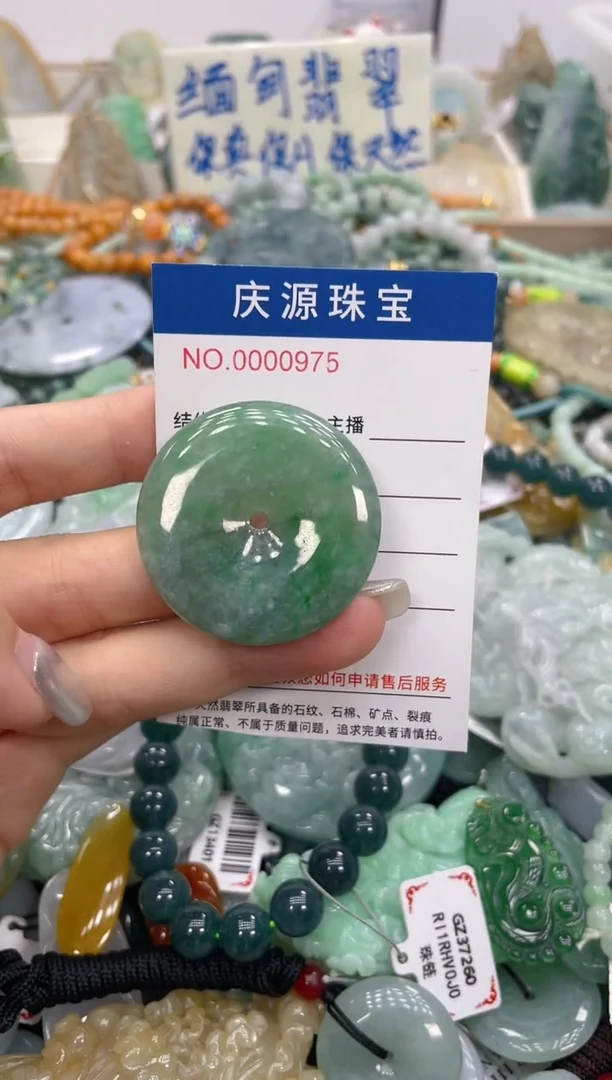 缅甸翡翠
保真保A保天然
庆源珠宝
NO.0000975
主播
如何申请售后服务
天然翡翠所具备的石纹、石棉、矿点、裂痕
纯属正常、不属于质量问题，追求完美者请慎拍。
GZ13401
GZ37260
R11RHV0J0
珠链